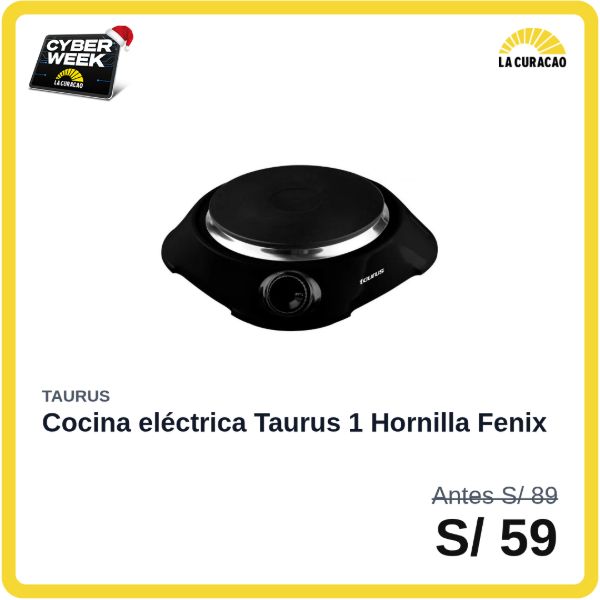 CYBER
WEEK
LA CURACAO
LA CURACAO
taurus
TAURUS
Cocina eléctrica Taurus 1 Hornilla Fenix
Antes S/ 89
S/ 59